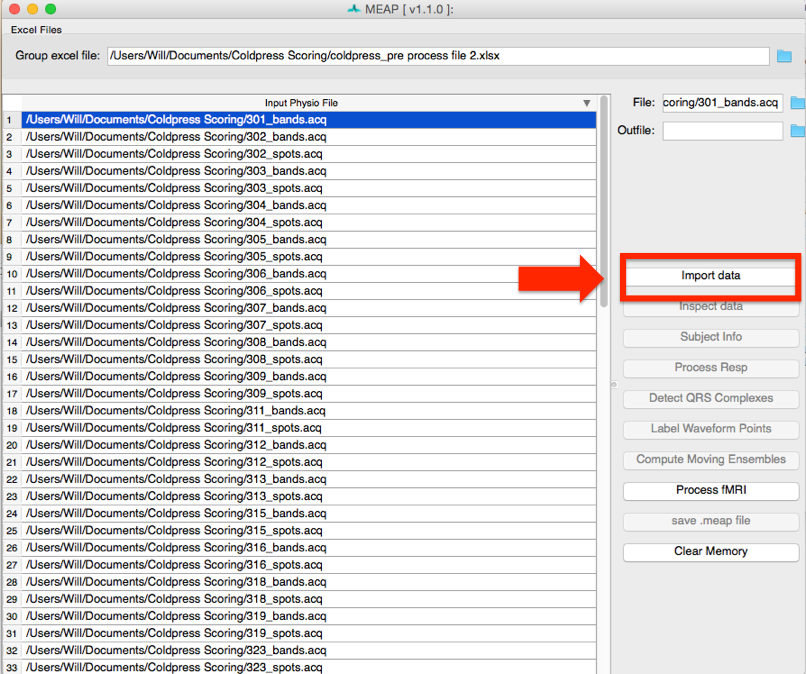 MEAP [ v1.1.0 ]:
Excel Files
Group excel file: /Users/Will/Documents/Coldpress Scoring/coldpress_pre process file 2.xlsx
Input Physio File
1 /Users/Will/Documents/Coldpress Scoring/301_bands.acq
2 /Users/Will/Documents/Coldpress Scoring/302_bands.acq
3 /Users/Will/Documents/Coldpress Scoring/302_spots.acq
4 /Users/Will/Documents/Coldpress Scoring/303_bands.acq
5 /Users/Will/Documents/Coldpress Scoring/303_spots.acq
6 /Users/Will/Documents/Coldpress Scoring/304_bands.acq
7 /Users/Will/Documents/Coldpress Scoring/304_spots.acq
8 /Users/Will/Documents/Coldpress Scoring/305_bands.acq
9 /Users/Will/Documents/Coldpress Scoring/305_spots.acq
10 /Users/Will/Documents/Coldpress Scoring/306_bands.acq
11 /Users/Will/Documents/Coldpress Scoring/306_spots.acq
12 /Users/Will/Documents/Coldpress Scoring/307_bands.acq
13 /Users/Will/Documents/Coldpress Scoring/307_spots.acq
14 /Users/Will/Documents/Coldpress Scoring/308_bands.acq
15 /Users/Will/Documents/Coldpress Scoring/308_spots.acq
16 /Users/Will/Documents/Coldpress Scoring/309_bands.acq
17 /Users/Will/Documents/Coldpress Scoring/309_spots.acq
18 /Users/Will/Documents/Coldpress Scoring/311_bands.acq
19 /Users/Will/Documents/Coldpress Scoring/311_spots.acq
20 /Users/Will/Documents/Coldpress Scoring/312_bands.acq
21 /Users/Will/Documents/Coldpress Scoring/312_spots.acq
22 /Users/Will/Documents/Coldpress Scoring/313_bands.acq
23 /Users/Will/Documents/Coldpress Scoring/313_spots.acq
24 /Users/Will/Documents/Coldpress Scoring/315_bands.acq
25 /Users/Will/Documents/Coldpress Scoring/315_spots.acq
26 /Users/Will/Documents/Coldpress Scoring/316_bands.acq
27 /Users/Will/Documents/Coldpress Scoring/316_spots.acq
28 /Users/Will/Documents/Coldpress Scoring/318_bands.acq
29 /Users/Will/Documents/Coldpress Scoring/318_spots.acq
30 /Users/Will/Documents/Coldpress Scoring/319_bands.acq
31 /Users/Will/Documents/Coldpress Scoring/319_spots.acq
32 /Users/Will/Documents/Coldpress Scoring/323_bands.acq
33 /Users/Will/Documents/Coldpress Scoring/323_spots.acq
File: coring/301_bands.acq
Outfile:
Import data
Inspect data
Subject Info
Process Resp
Detect QRS Complexes
Label Waveform Points
Compute Moving Ensembles
Process fMRI
save .meap file
Clear Memory